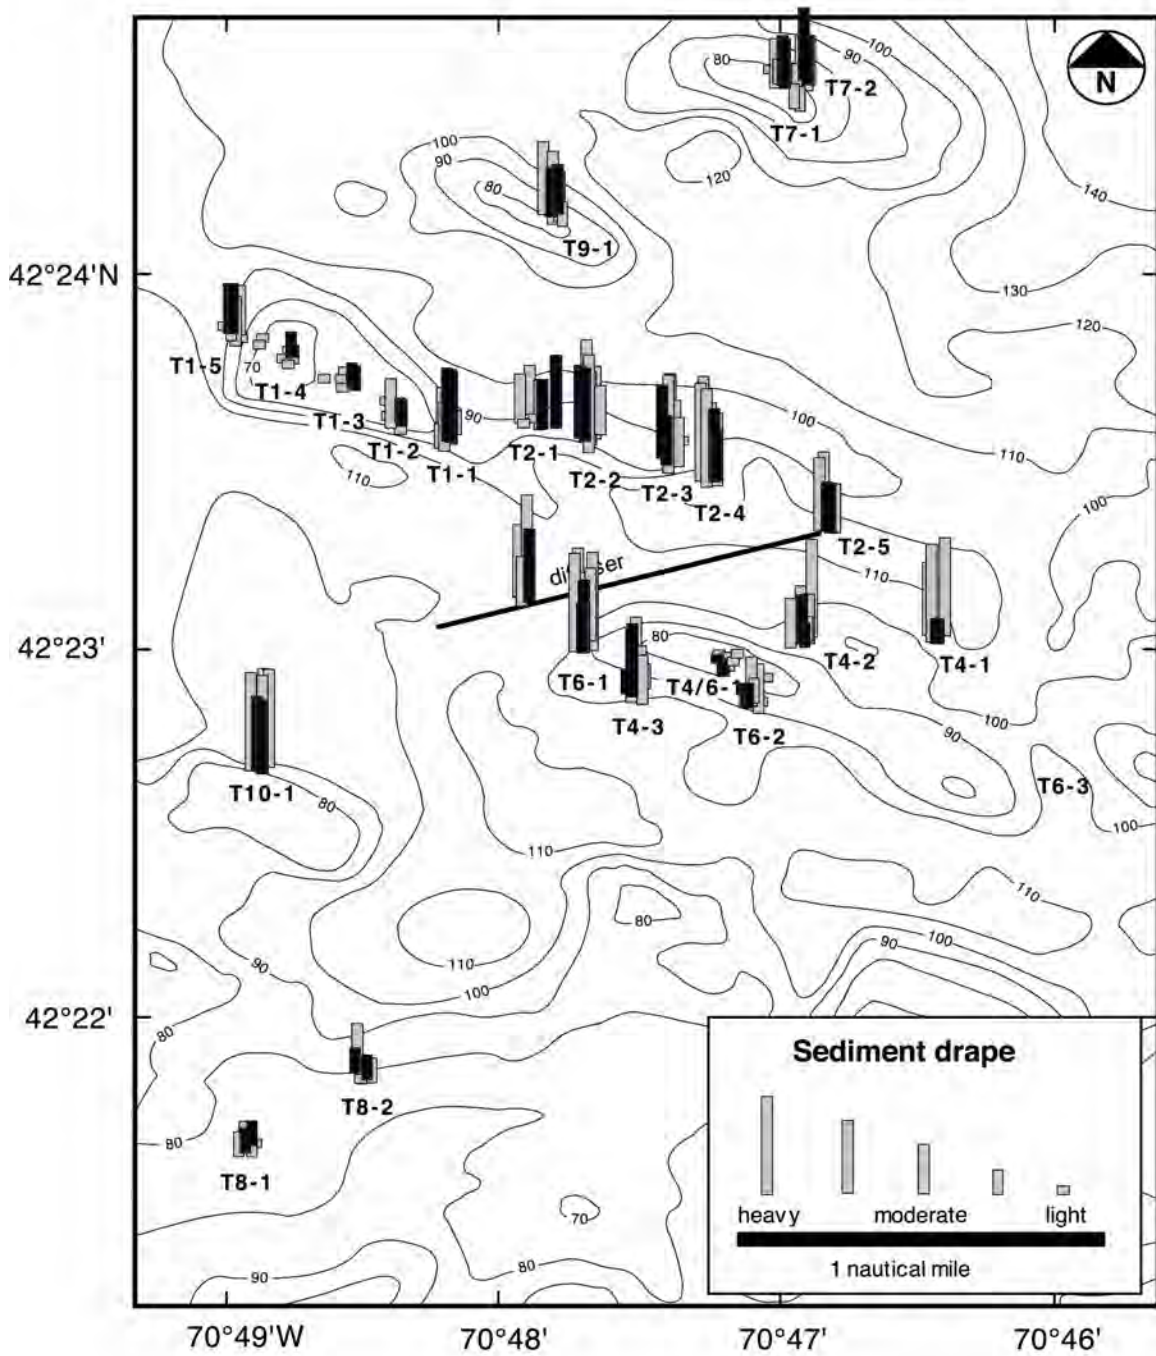 100
80
90
N
T7-2
T7-1
100
90
80
120
140
T9-1
42°24'N
130
100
120
T1-5
70
T1-4
90
T1-3
100
110
T1-2
T2-1
110
T1-1
T2-2
T2-3
T2-4
100
T2-5
diffuser
110
42°23'
80
T4-2
T4-1
T6-1
T4/6-1
100
T4-3
T6-2
90
T10-1
80
T6-3
100
110
110
80
100
90
90
110
100
42°22'
80
Sediment drape
T8-2
80
T8-1
heavy moderate light
1 nautical mile
70
80
90
70°49'W 70°48' 70°47' 70°46'